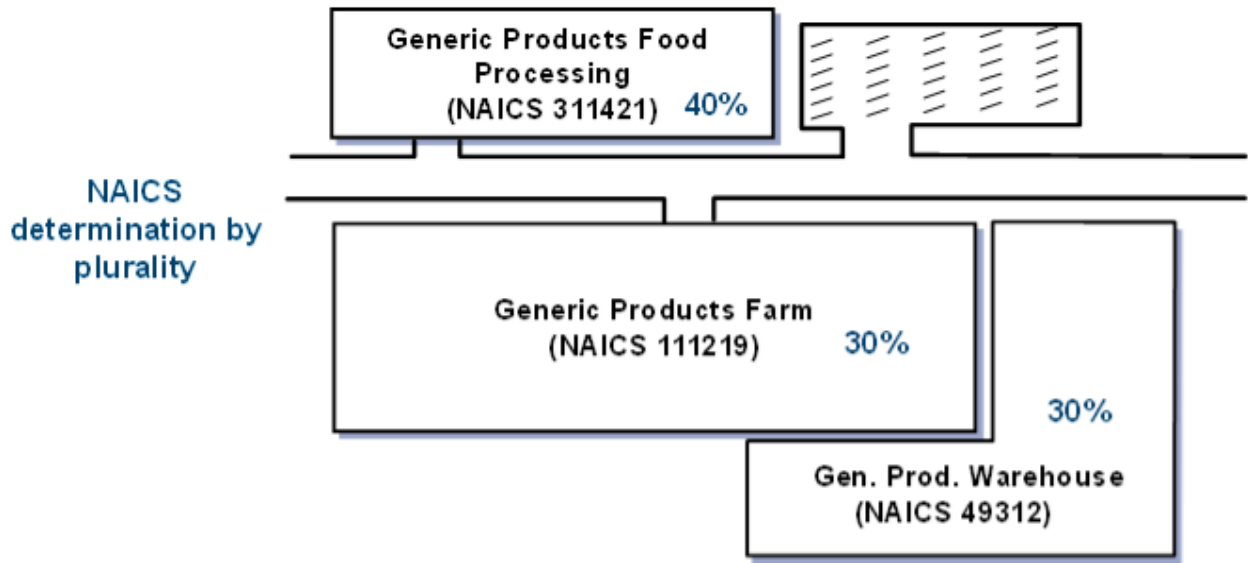 Generic Products Food
Processing
(NAICS 311421) 40%
NAICS
determination by
plurality
Generic Products Farm
(NAICS 111219) 30%
30%
Gen. Prod. Warehouse
(NAICS 49312)